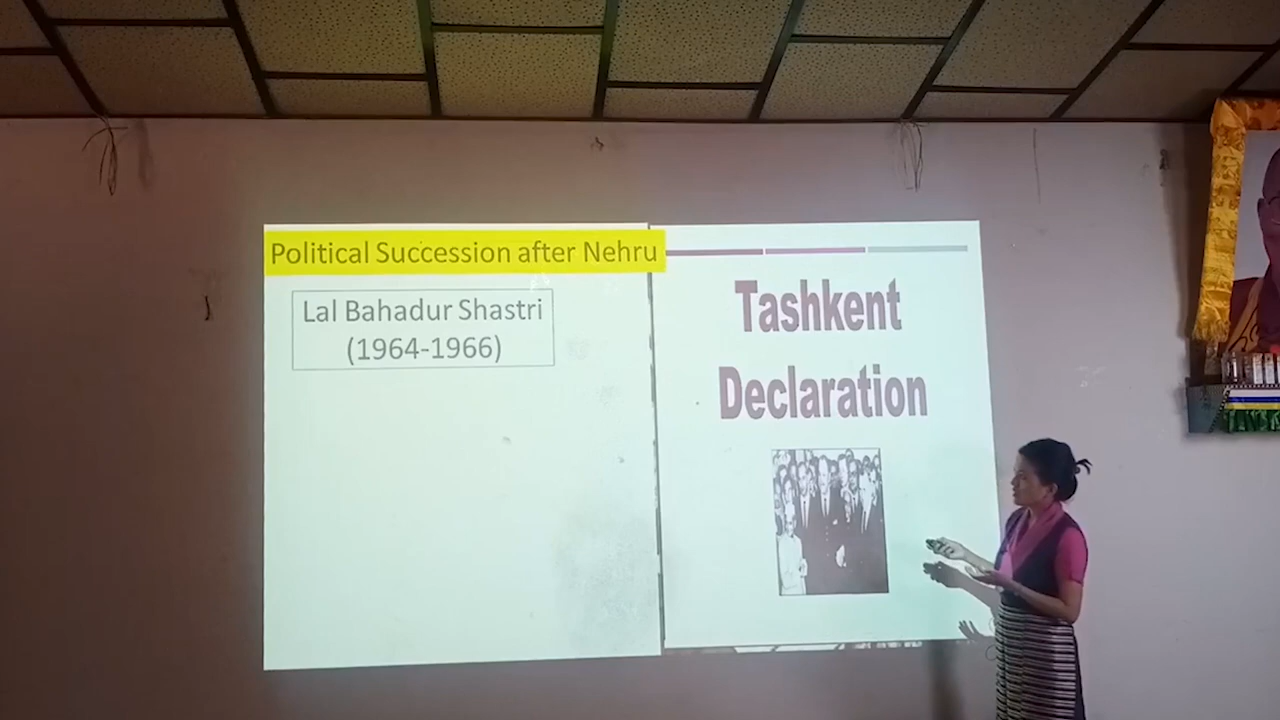 Political Succession after Nehru
Lal Bahadur Shastri
(1964-1966)
Tashkent
Declaration